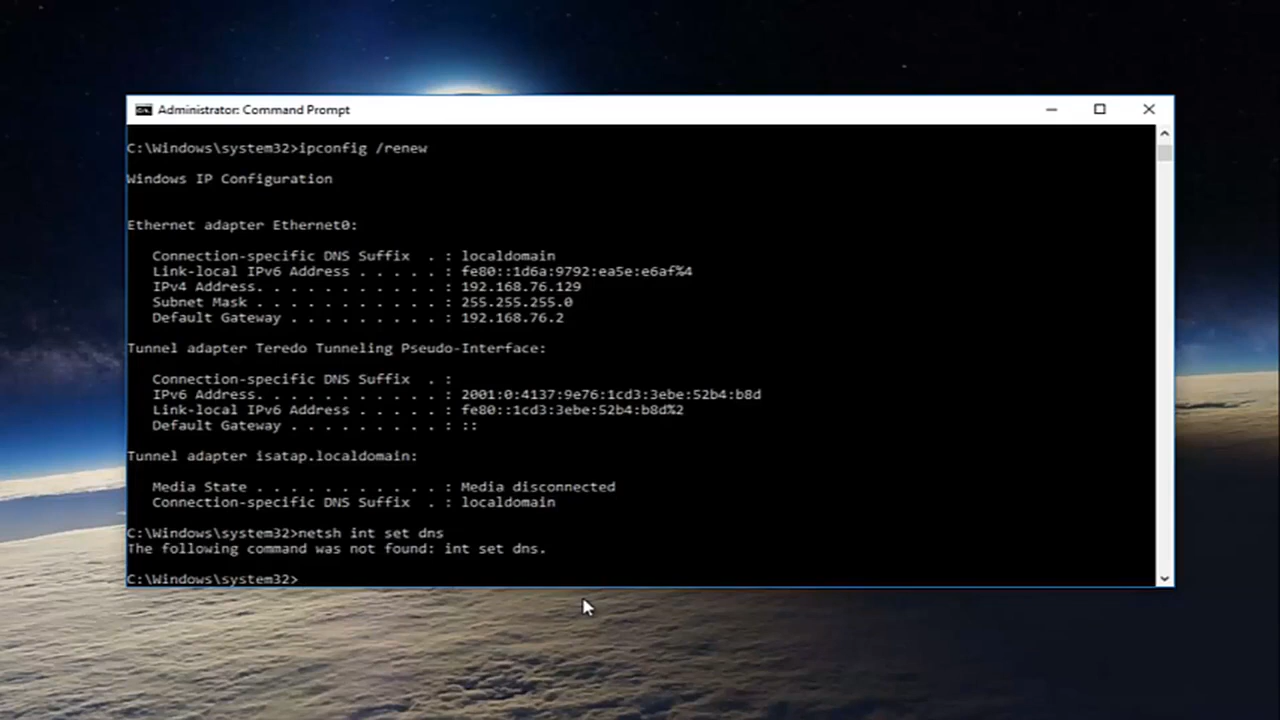 Administrator: Command Prompt
C:\Windows\system32>ipconfig /renew
Windows IP Configuration
Ethernet adapter Ethernet0:
Connection-specific DNS Suffix . : localdomain
Link-local IPv6 Address . . . . . : fe80::1d6a:9792:ea5e:e6af%4
IPv4 Address. . . . . . . . . . . : 192.168.76.129
Subnet Mask . . . . . . . . . . . : 255.255.255.0
Default Gateway . . . . . . . . . : 192.168.76.2
Tunnel adapter Teredo Tunneling Pseudo-Interface:
Connection-specific DNS Suffix . :
IPv6 Address. . . . . . . . . . . : 2001:0:4137:9e76:1cd3:3ebe:52b4:b8d
Link-local IPv6 Address . . . . . : fe80::1cd3:3ebe:52b4:b8d%2
Default Gateway . . . . . . . . . : ::
Tunnel adapter isatap.localdomain:
Media State . . . . . . . . . . . : Media disconnected
Connection-specific DNS Suffix . : localdomain
C:\Windows\system32>netsh int set dns
The following command was not found: int set dns.
C:\Windows\system32>